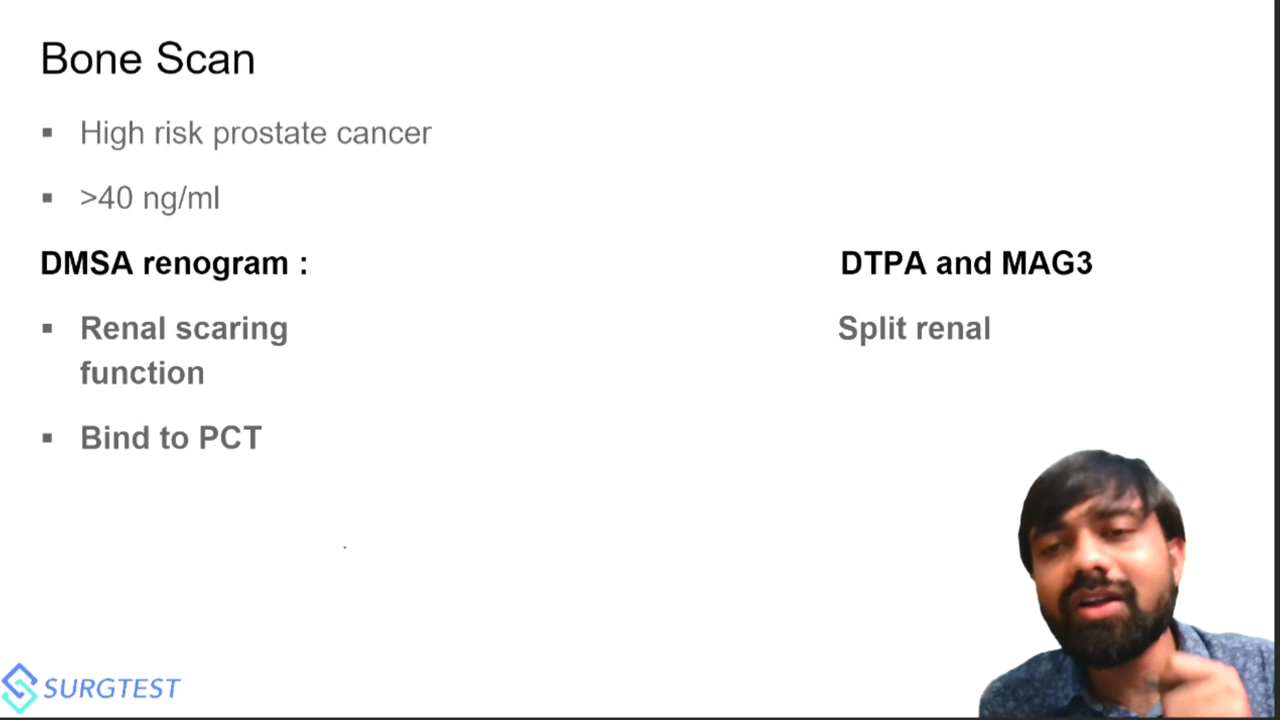 Bone Scan
▪ High risk prostate cancer
▪ >40 ng/ml
DMSA renogram :
DTPA and MAG3
▪ Renal scaring
Split renal
function
▪ Bind to PCT
SURGTEST